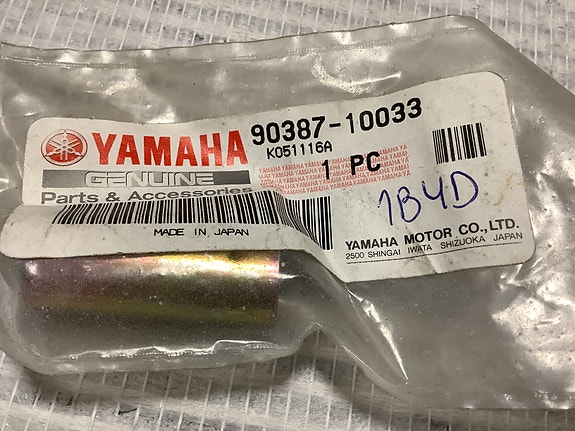 YAMAHA
GENUINE
Parts & Accessories
90387-10033
K051116A
1 PC
1B4D
MADE IN JAPAN
YAMAHA MOTOR CO., LTD.
2500 SHINGAI IWATA SHIZUOKA JAPAN